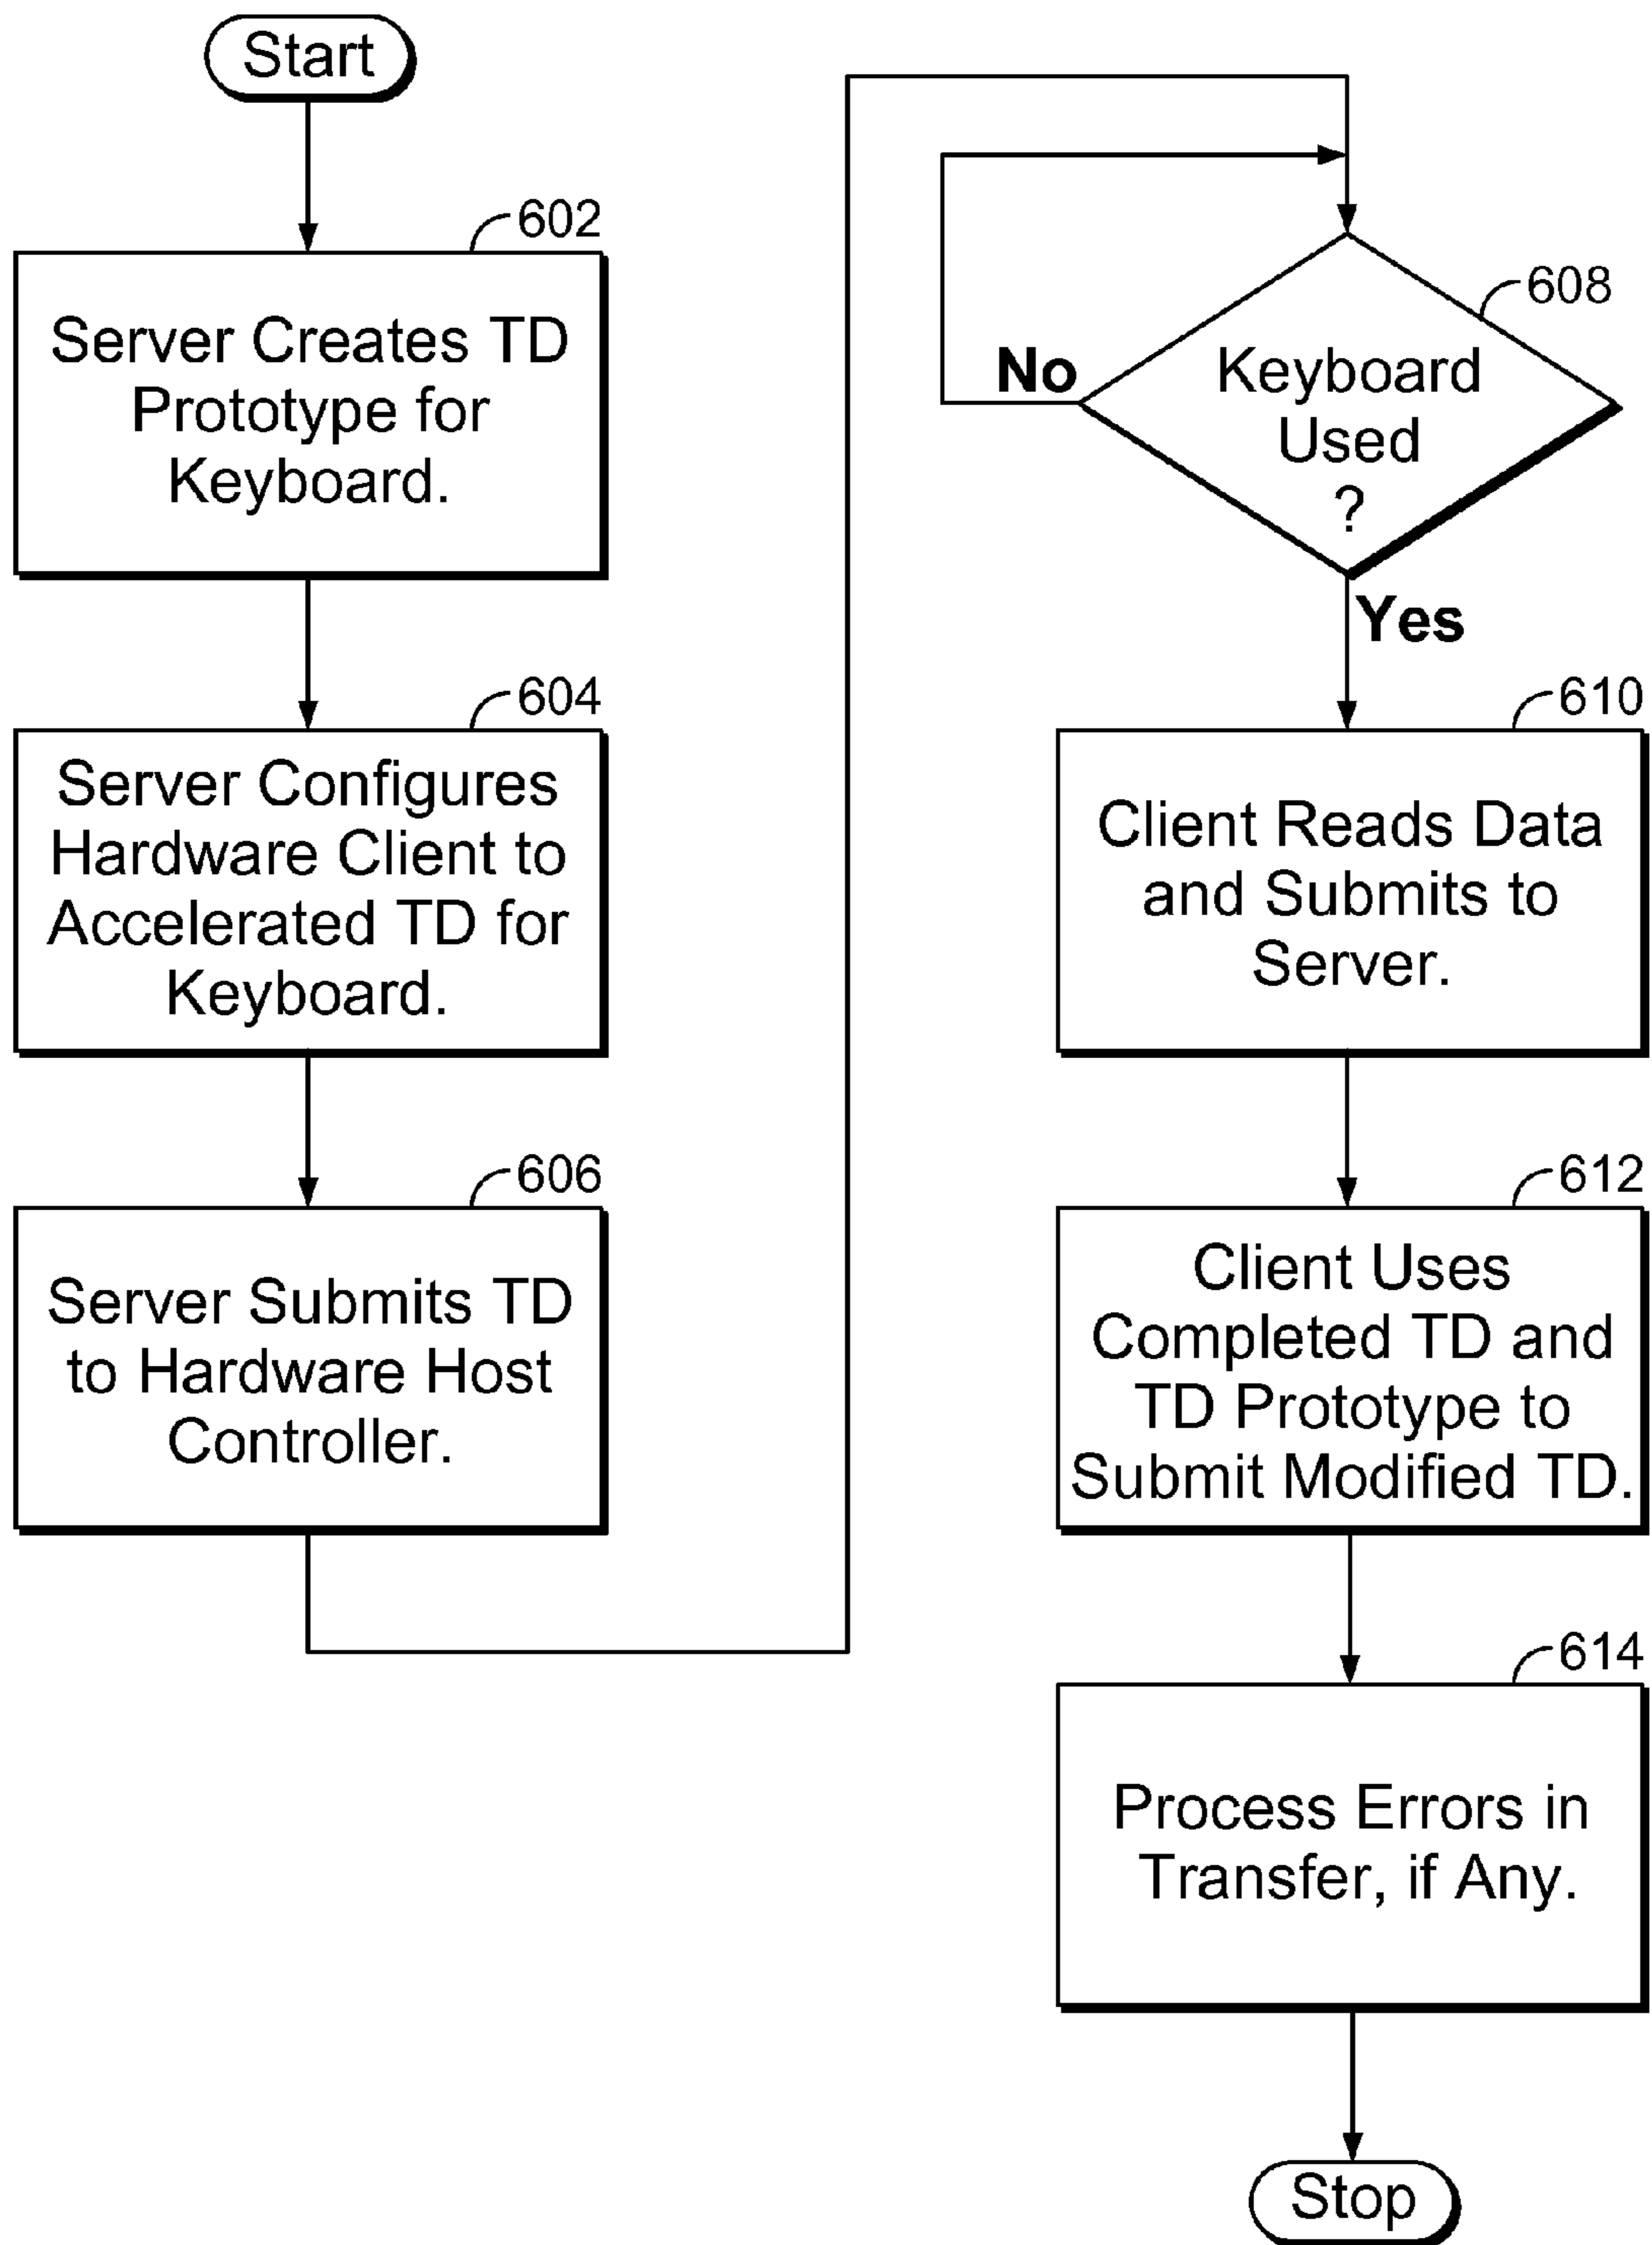 Start
602
Server Creates TD
Prototype for
Keyboard.
604
Server Configures
Hardware Client to
Accelerated TD for
Keyboard.
606
Server Submits TD
to Hardware Host
Controller.
608
Keyboard
Used
?
No
Yes
610
Client Reads Data
and Submits to
Server.
612
Client Uses
Completed TD and
TD Prototype to
Submit Modified TD.
614
Process Errors in
Transfer, if Any.
Stop